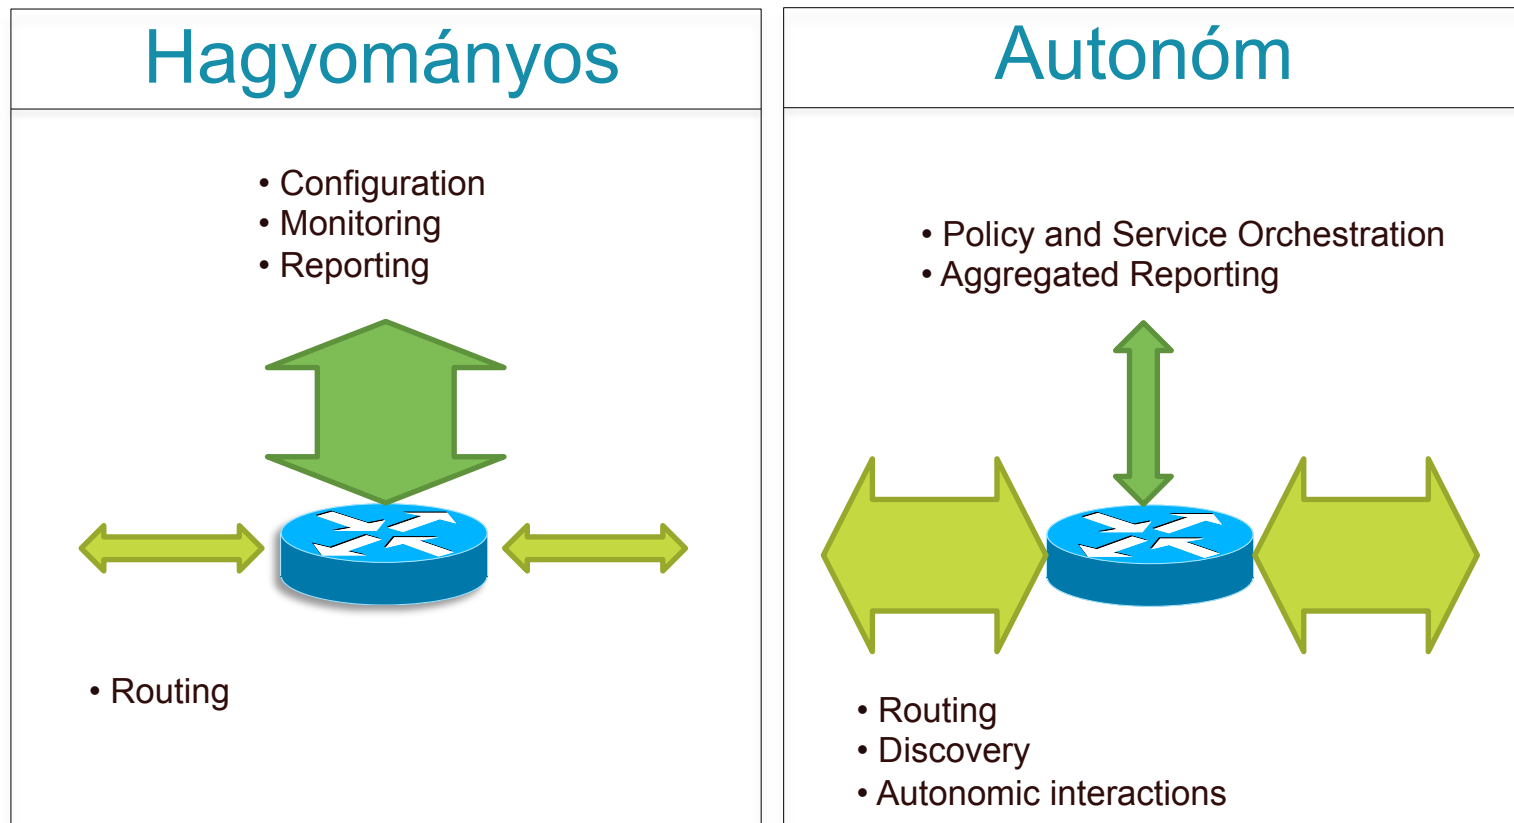 Hagyományos
• Configuration
• Monitoring
• Reporting
• Routing
Autonóm
• Policy and Service Orchestration
• Aggregated Reporting
• Routing
• Discovery
• Autonomic interactions